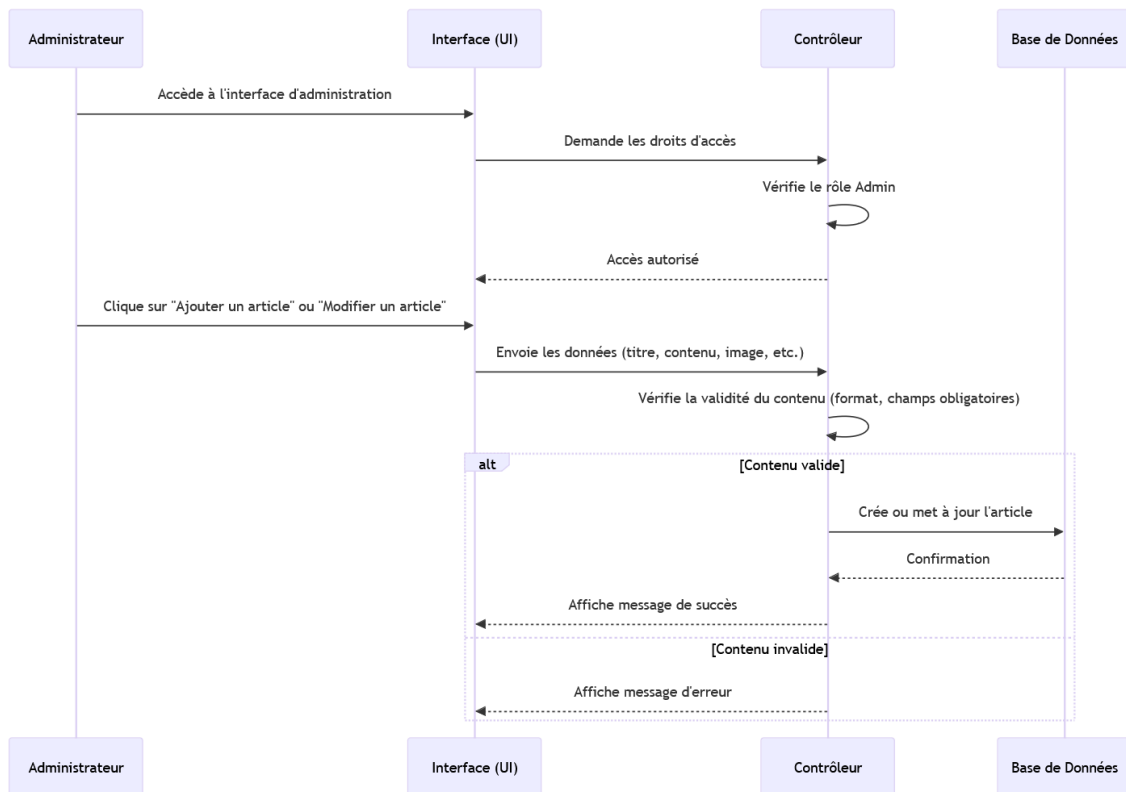 Administrateur
Interface (UI)
Contrôleur
Base de Données
Accède à l'interface d'administration
Demande les droits d'accès
Vérifie le rôle Admin
Accès autorisé
Clique sur "Ajouter un article" ou "Modifier un article"
Envoie les données (titre, contenu, image, etc.)
Vérifie la validité du contenu (format, champs obligatoires)
alt
[Contenu valide]
Crée ou met à jour l'article
Confirmation
Affiche message de succès
[Contenu invalide]
Affiche message d'erreur
Administrateur
Interface (UI)
Contrôleur
Base de Données